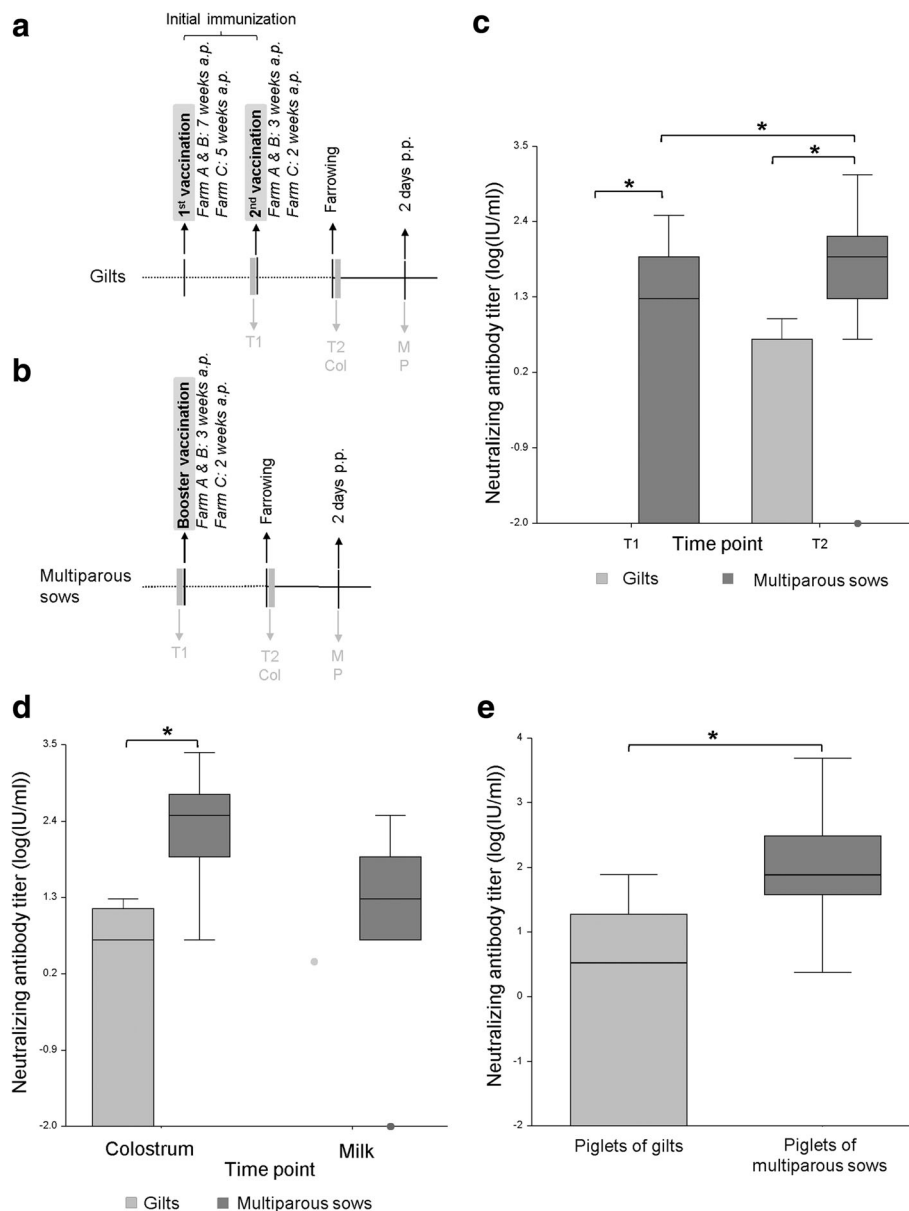 a
Initial immunization
1st vaccination
Farm A & B: 7 weeks a.p.
Farm C: 5 weeks a.p.
2nd vaccination
Farm A & B: 3 weeks a.p.
Farm C: 2 weeks a.p.
Farrowing
2 days p.p.
Gilts
T1
T2
Col
M
P
b
Booster vaccination
Farm A & B: 3 weeks a.p.
Farm C: 2 weeks a.p.
Farrowing
2 days p.p.
Multiparous
sows
T1
T2
Col
M
P
c
Neutralizing antibody titer (log(IU/ml))
3.5
2.4
1.3
0.2
-0.9
-2.0
*
*
*
T1
Time point
T2
Gilts
Multiparous sows
d
Neutralizing antibody titer (log(IU/ml))
3.5
2.4
1.3
0.2
-0.9
-2.0
*
Colostrum
Milk
Time point
Gilts
Multiparous sows
e
Neutralizing antibody titer (log(IU/ml))
4
3
2
1
0
-1
-2
*
Piglets of gilts
Piglets of
multiparous sows